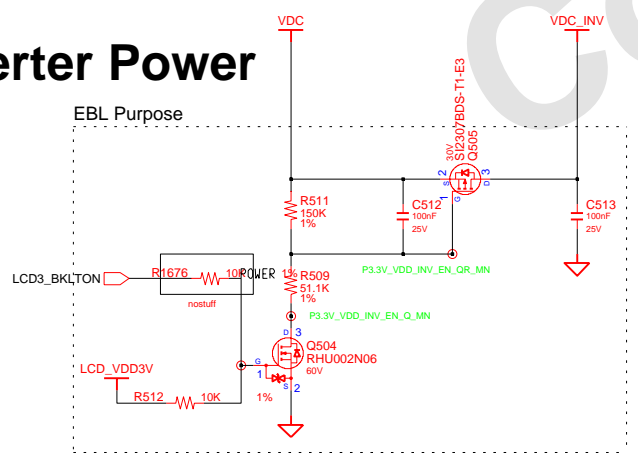 VDC
VDC_INV
erter Power
EBL Purpose
30V
SI2307BDS-T1-E3
Q505
2
S
3
D
1
G
R511
150K
1%
C512
100nF
25V
C513
100nF
25V
LCD3_BKLTON
R1676
10K
POWER
1%
nostuff
R509
51.1K
1%
P3.3V_VDD_INV_EN_QR_MN
P3.3V_VDD_INV_EN_Q_MN
D
3
Q504
RHU002N06
60V
G
1
S
2
LCD_VDD3V
R512
10K
1%